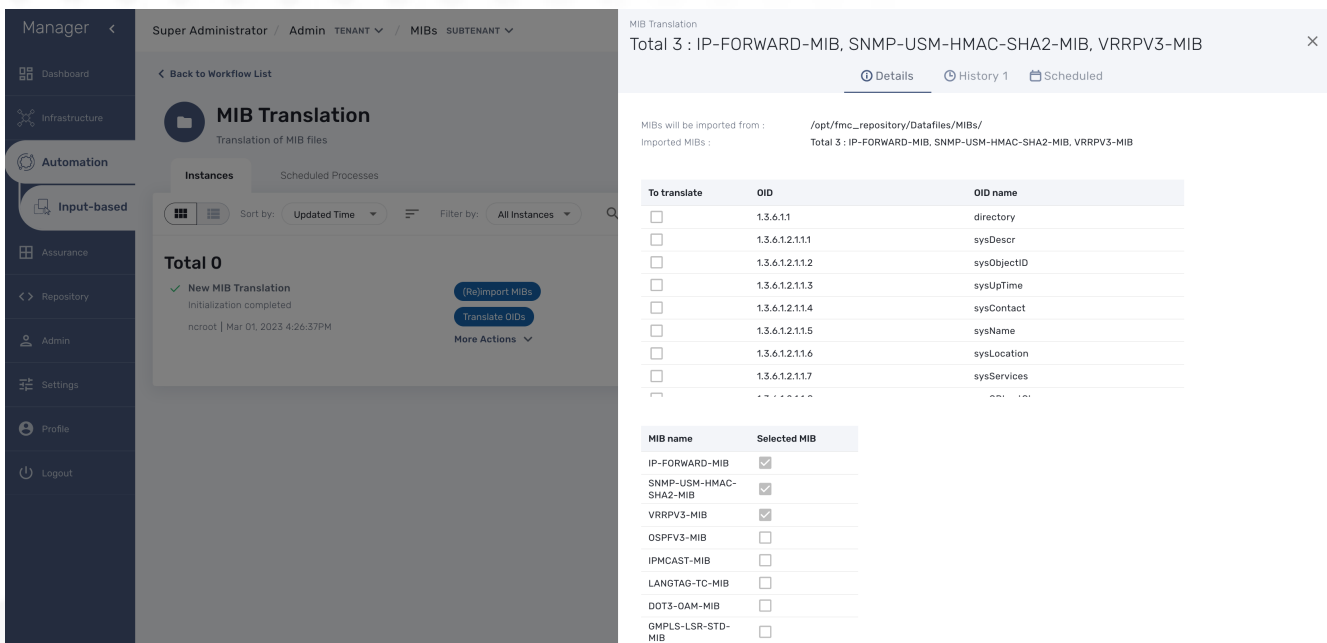 Manager
Super Administrator / Admin TENANT / MIBs SUBTENANT
Dashboard
Infrastructure
Automation
Input-based
Assurance
Repository
Admin
Settings
Profile
Logout
Back to Workflow List
MIB Translation
Translation of MIB files
Instances Scheduled Processes
Sort by: Updated Time Filter by: All Instances
Total 0
New MIB Translation
Initialization completed
ncroot | Mar 01, 2023 4:26:37PM
(Re)import MIBs
Translate OIDs
More Actions
MIB Translation
Total 3 : IP-FORWARD-MIB, SNMP-USM-HMAC-SHA2-MIB, VRRPV3-MIB
Details History 1 Scheduled
MIBs will be imported from : /opt/fmc_repository/Datafiles/MIBs/
Imported MIBs : Total 3 : IP-FORWARD-MIB, SNMP-USM-HMAC-SHA2-MIB, VRRPV3-MIB
To translate OID OID name
1.3.6.1.1 directory
1.3.6.1.2.1.1.1 sysDescr
1.3.6.1.2.1.1.2 sysObjectID
1.3.6.1.2.1.1.3 sysUpTime
1.3.6.1.2.1.1.4 sysContact
1.3.6.1.2.1.1.5 sysName
1.3.6.1.2.1.1.6 sysLocation
1.3.6.1.2.1.1.7 sysServices
MIB name Selected MIB
IP-FORWARD-MIB
SNMP-USM-HMAC-
SHA2-MIB
VRRPV3-MIB
OSPFV3-MIB
IPMCAST-MIB
LANGTAG-TC-MIB
DOT3-OAM-MIB
GMPLS-LSR-STD-
MIB